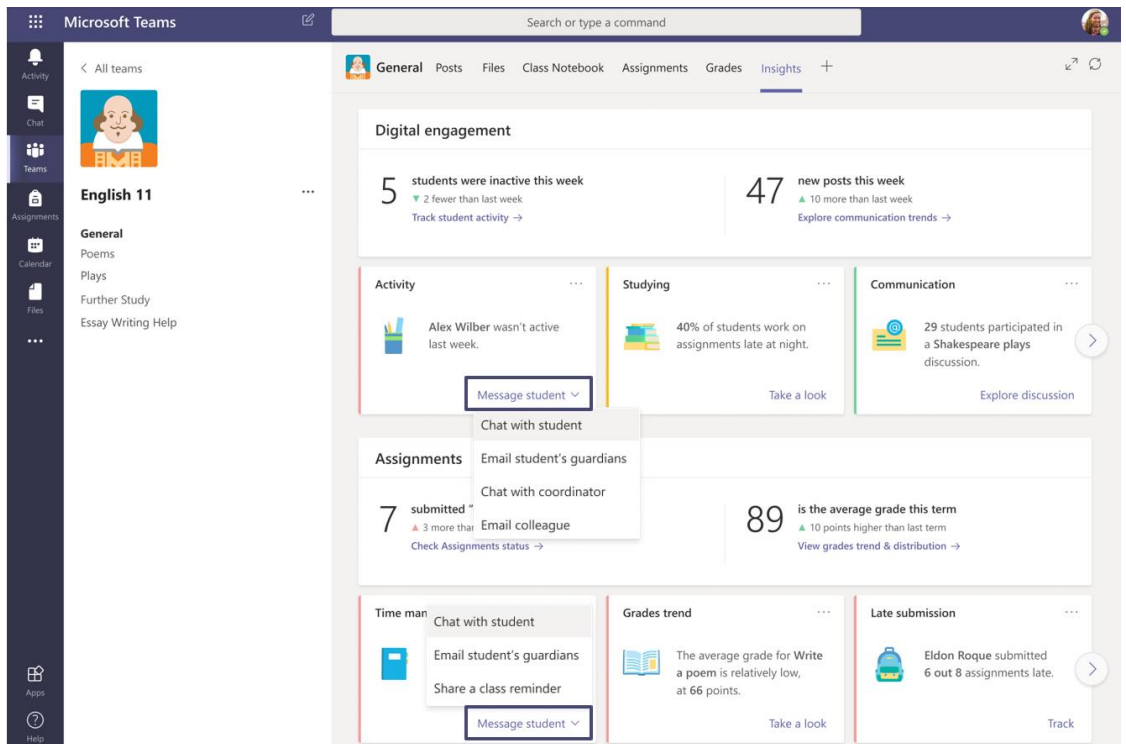 Microsoft Teams
Search or type a command
Activity
Chat
Teams
Assignments
Calendar
Files
Apps
Help
All teams
English 11
General
Poems
Plays
Further Study
Essay Writing Help
General Posts Files Class Notebook Assignments Grades Insights
Digital engagement
5 students were inactive this week
2 fewer than last week
Track student activity →
47 new posts this week
10 more than last week
Explore communication trends →
Activity
Alex Wilber wasn't active
last week.
Message student
Chat with student
Email student's guardians
Chat with coordinator
Email colleague
Studying
40% of students work on
assignments late at night.
Take a look
Communication
29 students participated in
a Shakespeare plays
discussion.
Explore discussion
Assignments
7 submitted "
3 more than
Check Assignments status →
89 is the average grade this term
10 points higher than last term
View grades trend & distribution →
Time man
Chat with student
Email student's guardians
Share a class reminder
Message student
Grades trend
The average grade for Write
a poem is relatively low,
at 66 points.
Take a look
Late submission
Eldon Roque submitted
6 out 8 assignments late.
Track